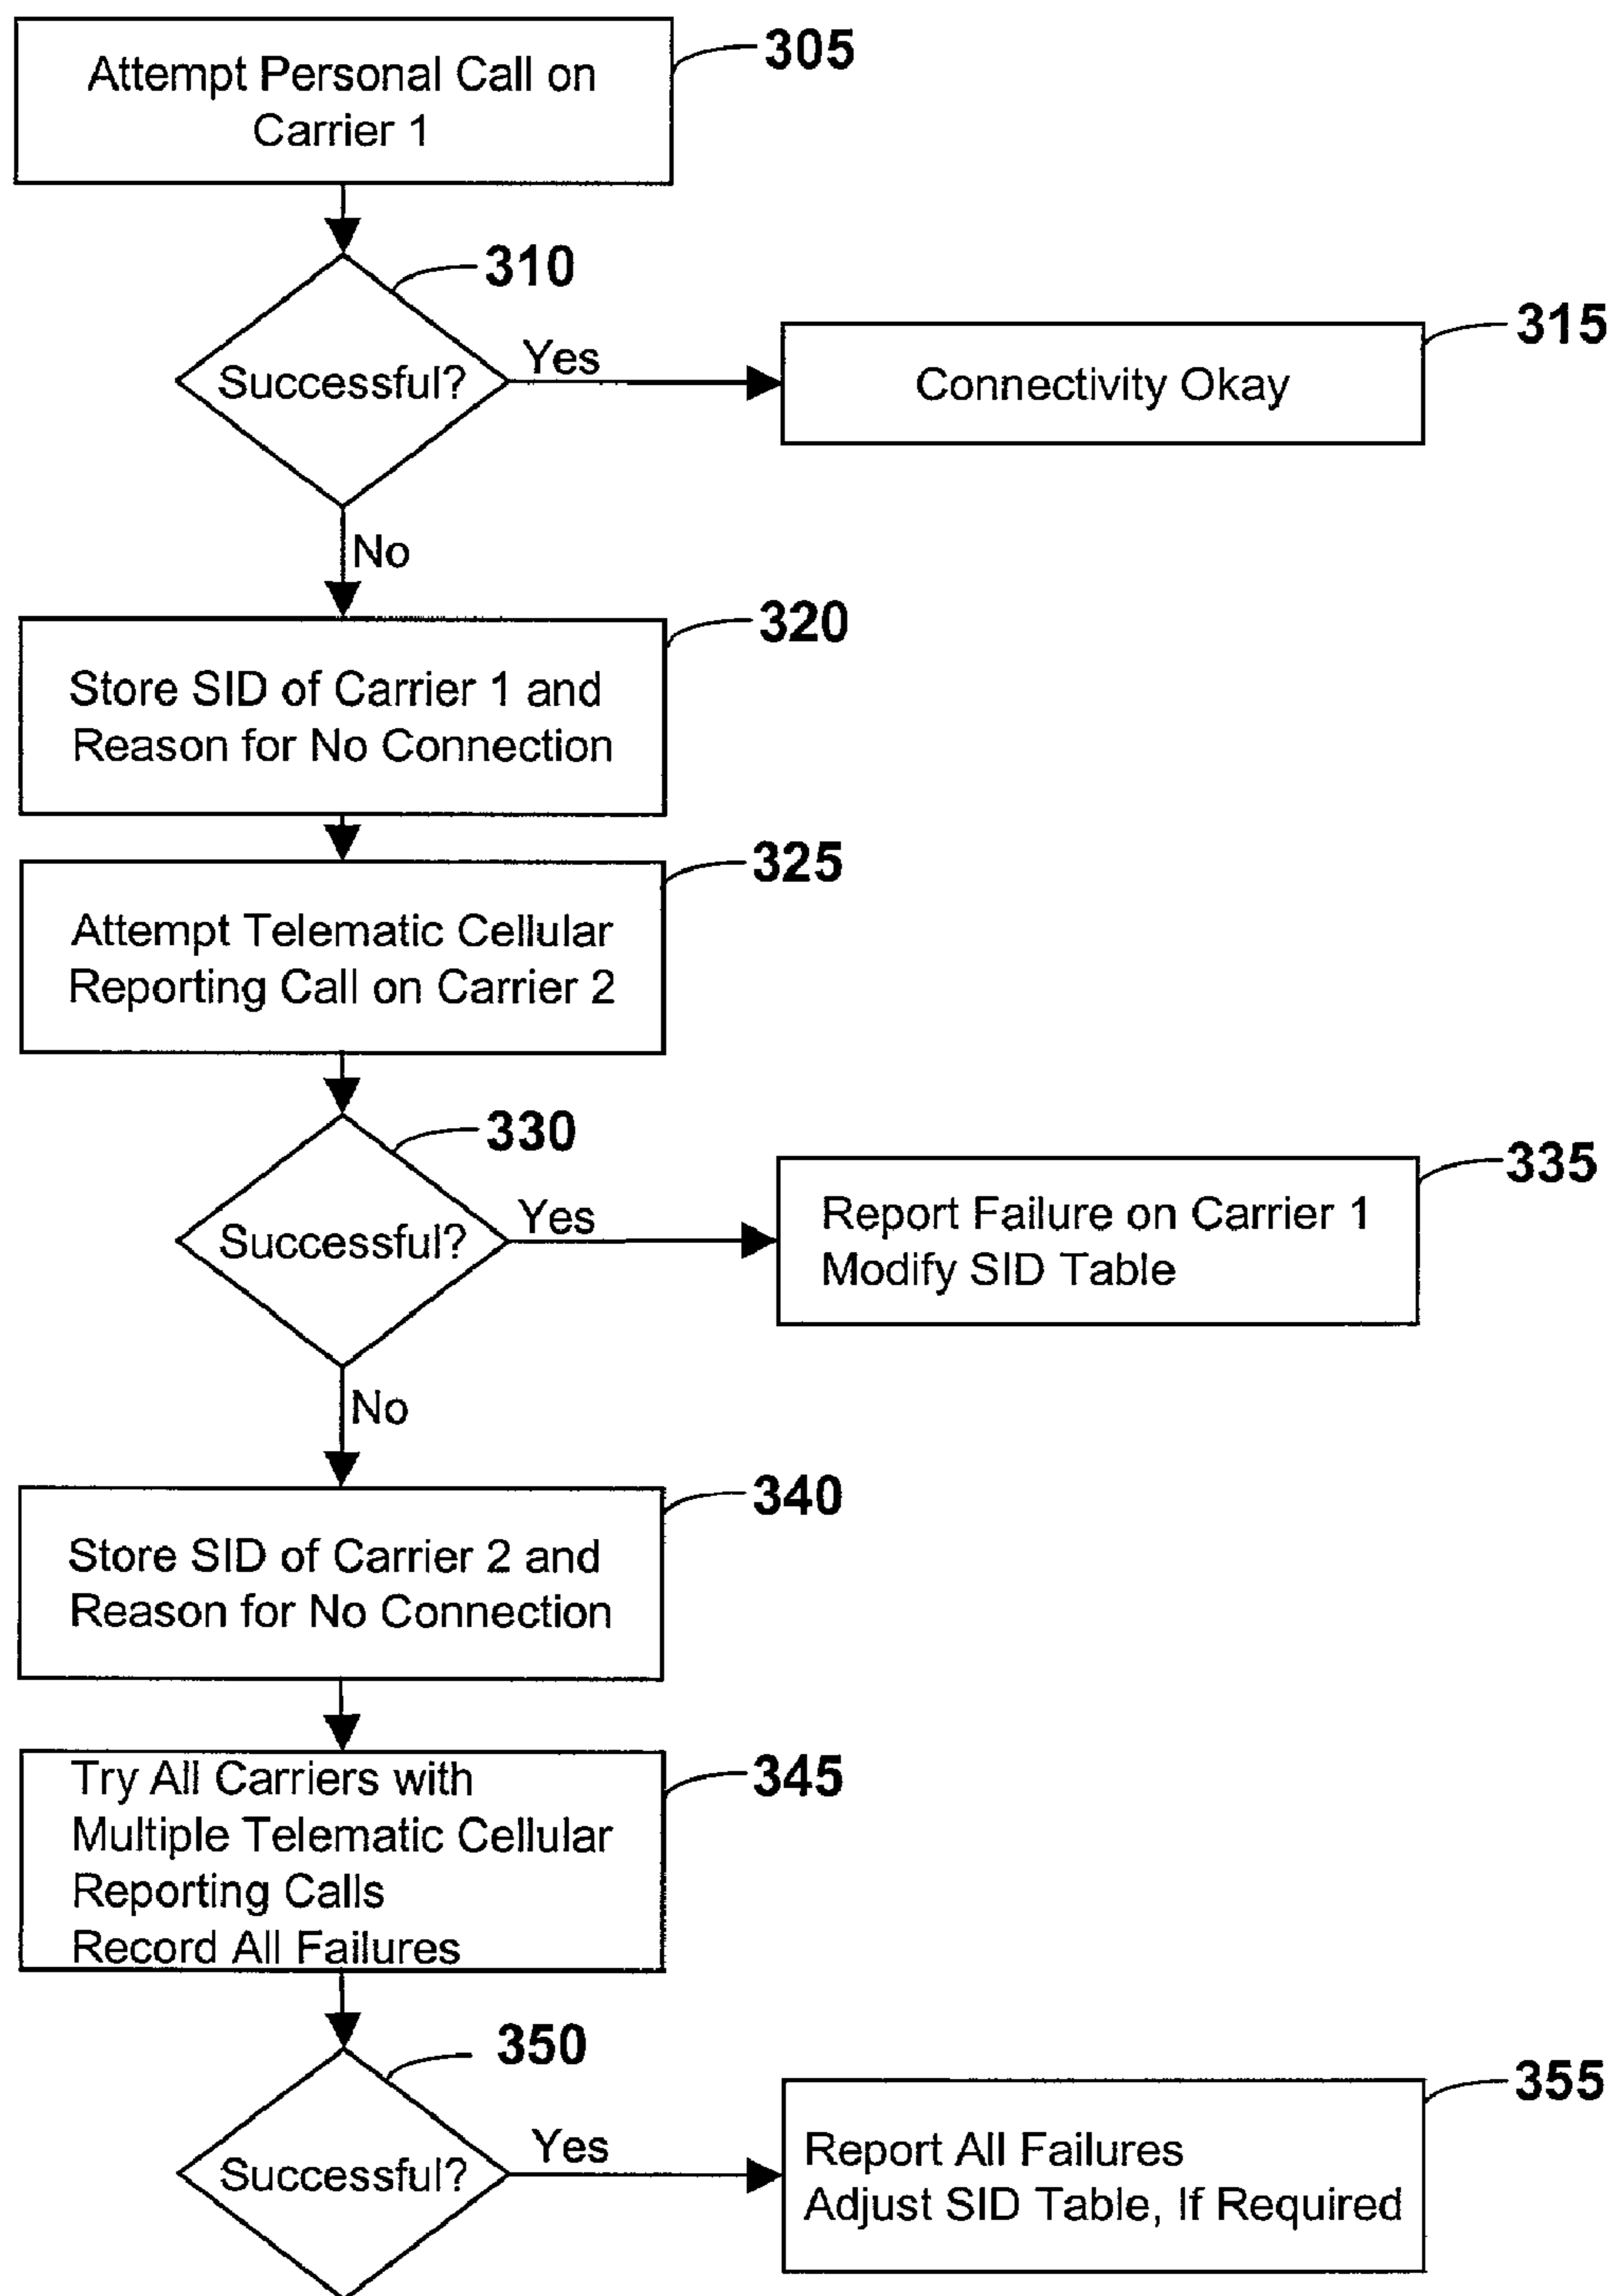 Attempt Personal Call on
Carrier 1
305
310
Successful?
Yes
315
Connectivity Okay
No
320
Store SID of Carrier 1 and
Reason for No Connection
325
Attempt Telematic Cellular
Reporting Call on Carrier 2
330
Successful?
Yes
335
Report Failure on Carrier 1
Modify SID Table
No
340
Store SID of Carrier 2 and
Reason for No Connection
345
Try All Carriers with
Multiple Telematic Cellular
Reporting Calls
Record All Failures
350
Successful?
Yes
355
Report All Failures
Adjust SID Table, If Required